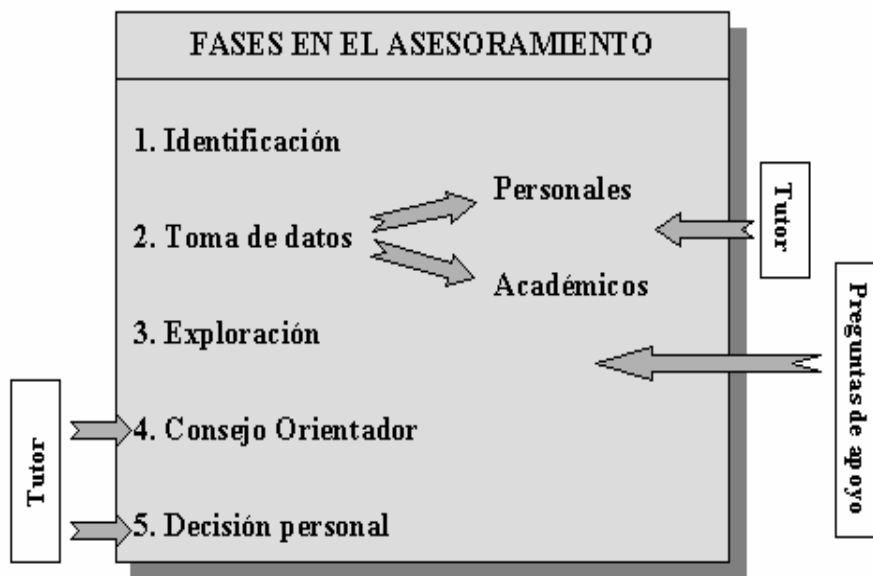 FASES EN EL ASESORAMIENTO
1. Identificación
Personales
2. Toma de datos
Académicos
3. Exploración
4. Consejo Orientador
5. Decisión personal
Tutor
Preguntas de apoyo
Tutor